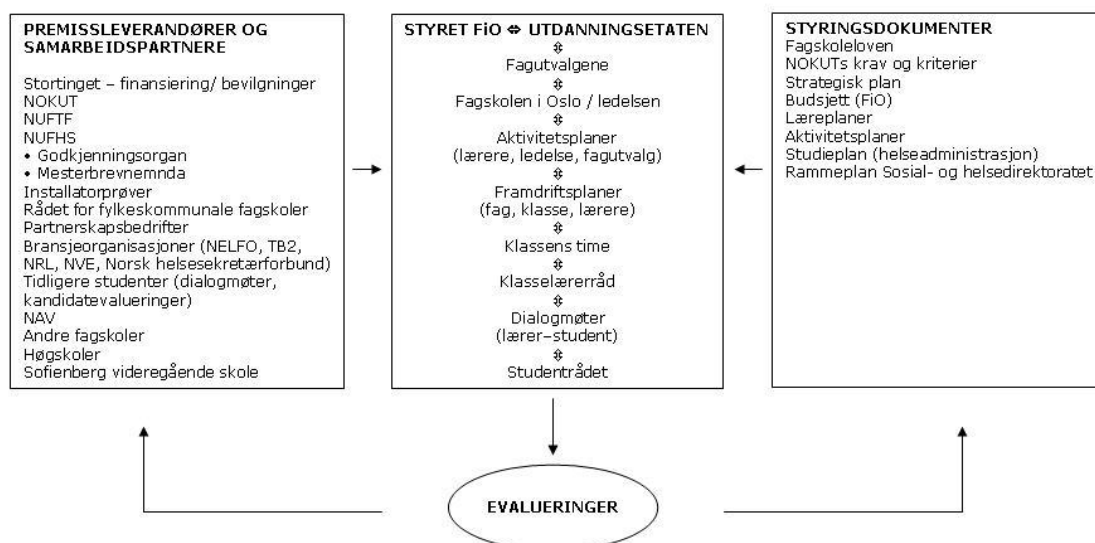 PREMISSLEVERANDØRER OG
SAMARBEIDSPARTNERE
Stortinget – finansiering/ bevilgninger
NOKUT
NUFTF
NUFHS
• Godkjenningsorgan
• Mesterbrevnemnda
Installatorprøver
Rådet for fylkeskommunale fagskoler
Partnerskapsbedrifter
Bransjeorganisasjoner (NELFO, TB2,
NRL, NVE, Norsk helsesekretærforbund)
Tidligere studenter (dialogmøter,
kandidatevalueringer)
NAV
Andre fagskoler
Høgskoler
Sofienberg videregående skole
STYRET FiO ⇔ UTDANNINGSETATEN
⇕
Fagutvalgene
⇕
Fagskolen i Oslo / ledelsen
⇕
Aktivitetsplaner
(lærere, ledelse, fagutvalg)
⇕
Framdriftsplaner
(fag, klasse, lærere)
⇕
Klassens time
⇕
Klasselærerråd
⇕
Dialogmøter
(lærer–student)
⇕
Studentrådet
STYRINGSDOKUMENTER
Fagskoleloven
NOKUTs krav og kriterier
Strategisk plan
Budsjett (FiO)
Læreplaner
Aktivitetsplaner
Studieplan (helseadministrasjon)
Rammeplan Sosial- og helsedirektoratet
EVALUERINGER